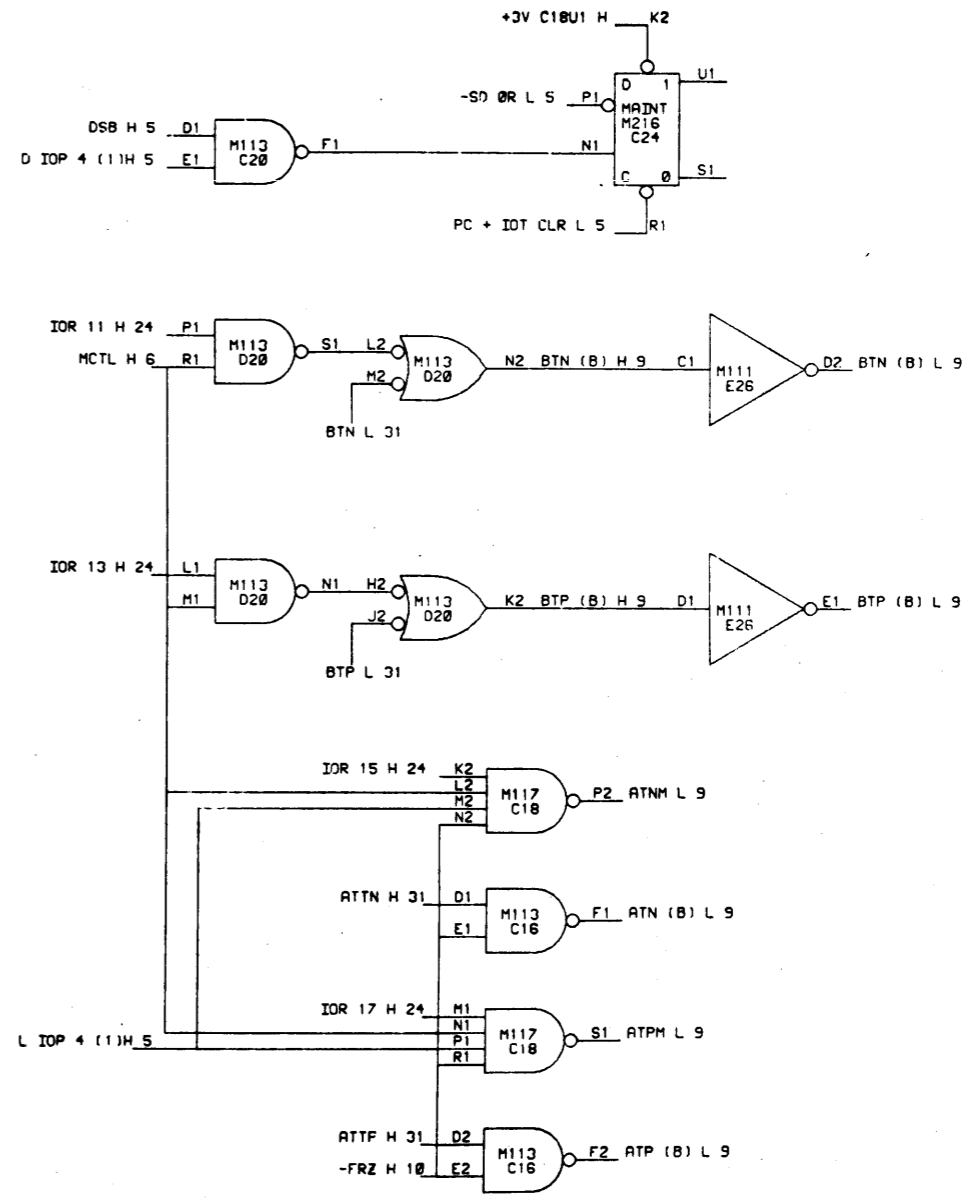 +3V C18U1 H K2
D 1 U1
-SD ØR L 5 P1 MAINT
M216
C24
DSB H 5 D1
M113
C20
F1 N1
D IOP 4 (1)H 5 E1
C Ø S1
PC + IOT CLR L 5 R1
IOR 11 H 24 P1
M113
D20
S1 L2
MCTL H 6 R1
M2
M113
D20
N2 BTN (B) H 9 C1
M111
E26
D2 BTN (B) L 9
BTN L 31
IOR 13 H 24 L1
M113
D20
N1 H2
M1
J2
M113
D20
K2 BTP (B) H 9 D1
M111
E26
E1 BTP (B) L 9
BTP L 31
IOR 15 H 24 K2
L2
M2
N2
M117
C18
P2 ATNM L 9
ATTN H 31 D1
E1
M113
C16
F1 ATN (B) L 9
IOR 17 H 24 M1
N1
L IOP 4 (1)H 5 P1
R1
M117
C18
S1 ATPM L 9
ATTF H 31 D2
-FRZ H 10 E2
M113
C16
F2 ATP (B) L 9